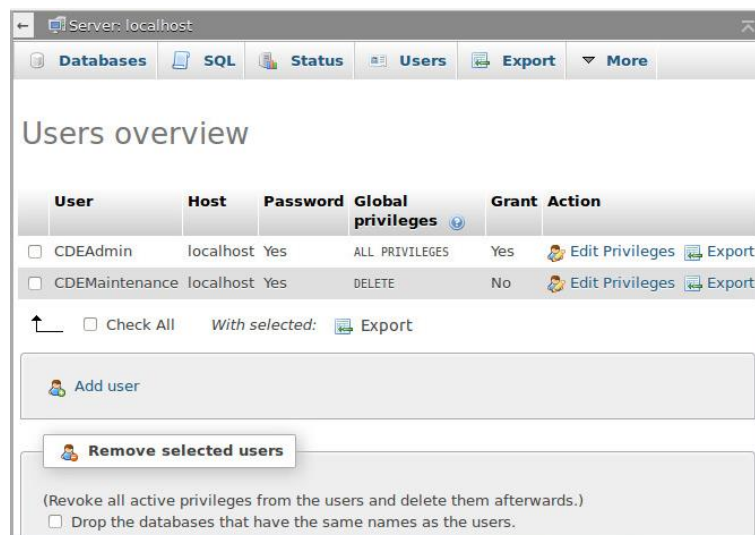 Server: localhost
Databases SQL Status Users Export More
Users overview
User Host Password Global privileges Grant Action
CDEAdmin localhost Yes ALL PRIVILEGES Yes Edit Privileges Export
CDEMaintenance localhost Yes DELETE No Edit Privileges Export
Check All With selected: Export
Add user
Remove selected users
(Revoke all active privileges from the users and delete them afterwards.)
Drop the databases that have the same names as the users.